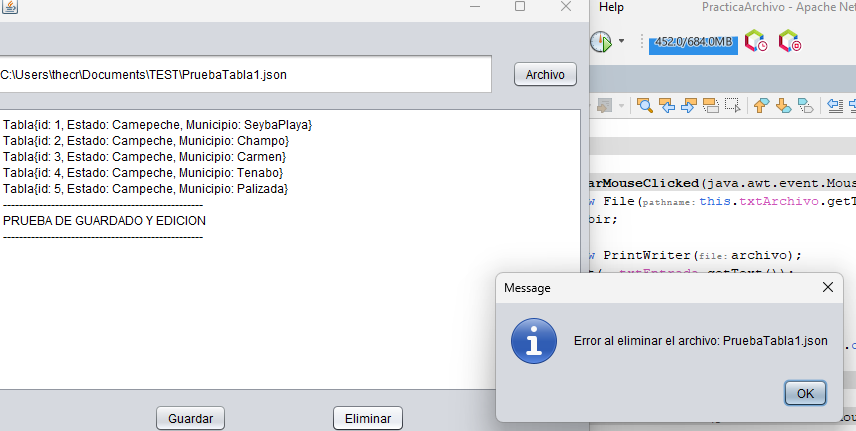 Help
PracticaArchivo - Apache Net
452.0/684.0MB
C:\Users\thecr\Documents\TEST\PruebaTabla1.json
Archivo
Tabla{id: 1, Estado: Camepeche, Municipio: SeybaPlaya}
Tabla{id: 2, Estado: Campeche, Municipio: Champo}
Tabla{id: 3, Estado: Campeche, Municipio: Carmen}
Tabla{id: 4, Estado: Campeche, Municipio: Tenabo}
Tabla{id: 5, Estado: Campeche, Municipio: Palizada}
--------------------------------------------------
PRUEBA DE GUARDADO Y EDICION
--------------------------------------------------
arMouseClicked(java.awt.event.Mous
w File(pathname:this.txtArchivo.getT
oir;
w PrintWriter(file:archivo);
Message
Error al eliminar el archivo: PruebaTabla1.json
OK
Guardar
Eliminar